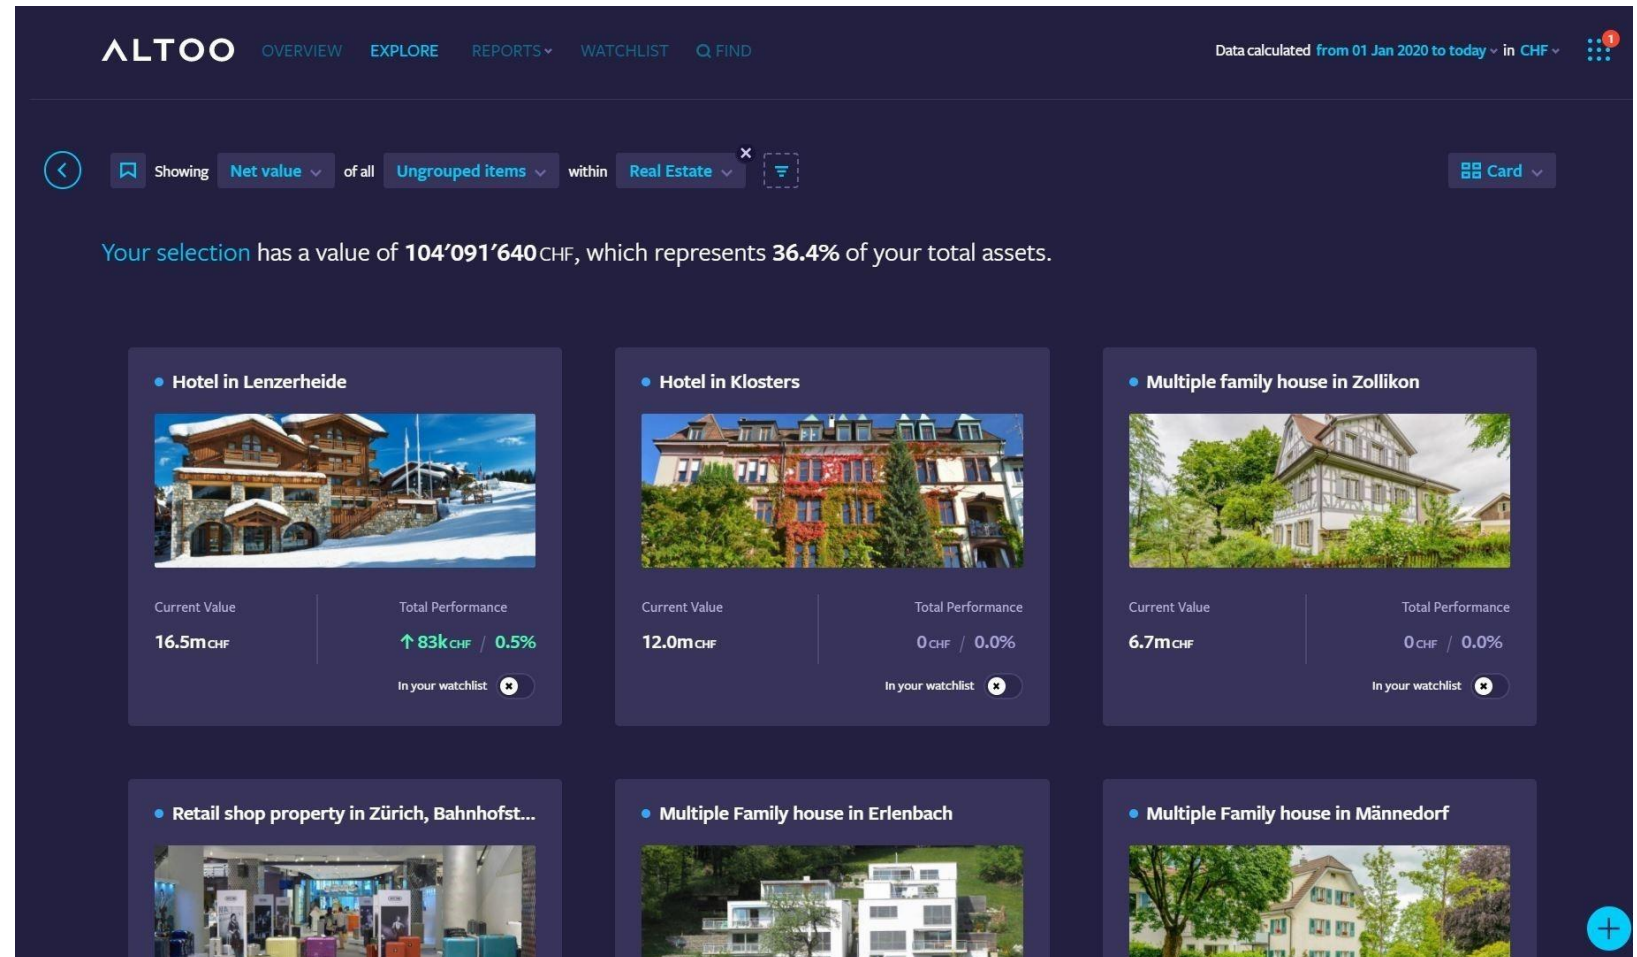 ALTOO OVERVIEW EXPLORE REPORTS WATCHLIST FIND Data calculated from 01 Jan 2020 to today in CHF 1
Showing Net value of all Ungrouped items within Real Estate Card
Your selection has a value of 104′091′640 CHF, which represents 36.4% of your total assets.
Hotel in Lenzerheide
Current Value Total Performance
16.5m CHF 83k CHF / 0.5%
In your watchlist
Hotel in Klosters
Current Value Total Performance
12.0m CHF 0 CHF / 0.0%
In your watchlist
Multiple family house in Zollikon
Current Value Total Performance
6.7m CHF 0 CHF / 0.0%
In your watchlist
Retail shop property in Zürich, Bahnhofst...
Multiple Family house in Erlenbach
Multiple Family house in Männedorf